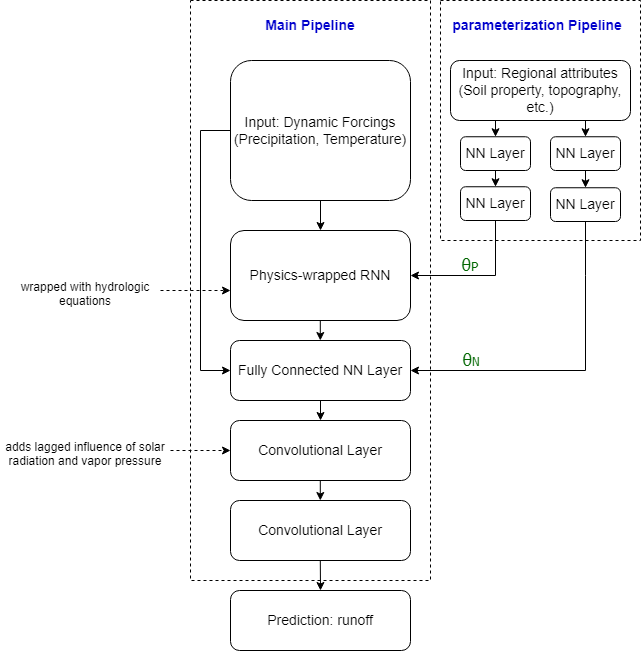 Main Pipeline
parameterization Pipeline
Input: Dynamic Forcings
(Precipitation, Temperature)
Input: Regional attributes
(Soil property, topography,
etc.)
NN Layer
NN Layer
NN Layer
NN Layer
Physics-wrapped RNN
θP
wrapped with hydrologic
equations
Fully Connected NN Layer
θN
adds lagged influence of solar
radiation and vapor pressure
Convolutional Layer
Convolutional Layer
Prediction: runoff